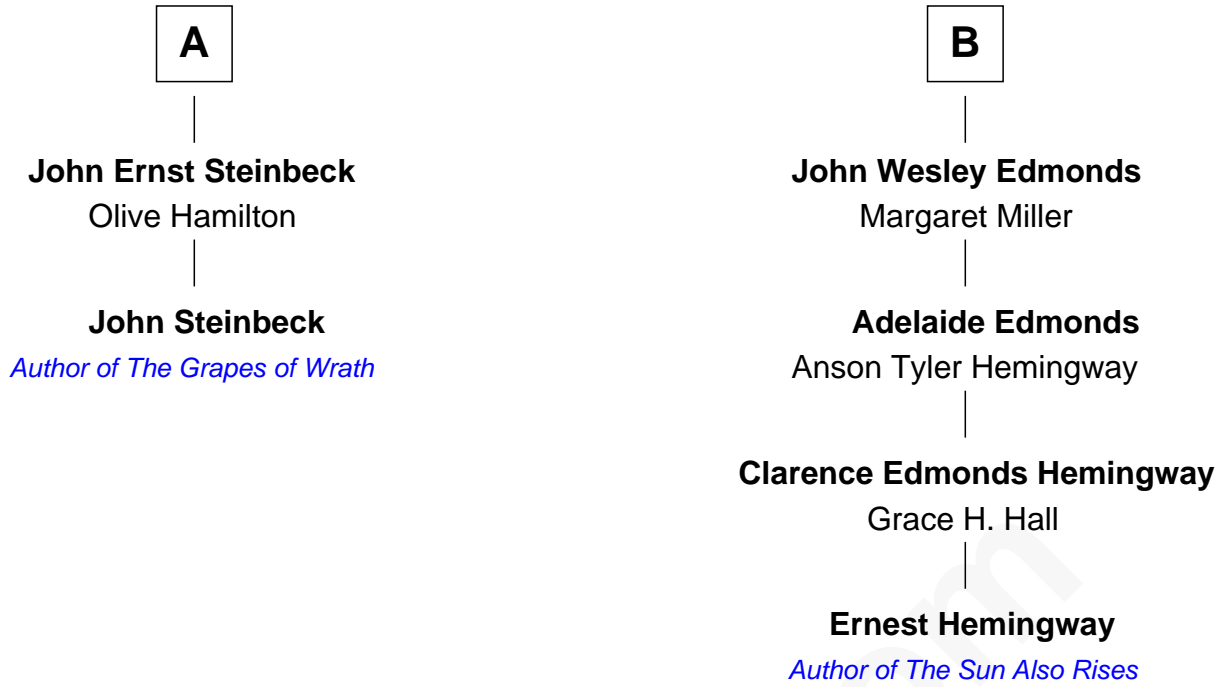 A
John Ernst Steinbeck
Olive Hamilton
John Steinbeck
Author of The Grapes of Wrath
B
John Wesley Edmonds
Margaret Miller
Adelaide Edmonds
Anson Tyler Hemingway
Clarence Edmonds Hemingway
Grace H. Hall
Ernest Hemingway
Author of The Sun Also Rises